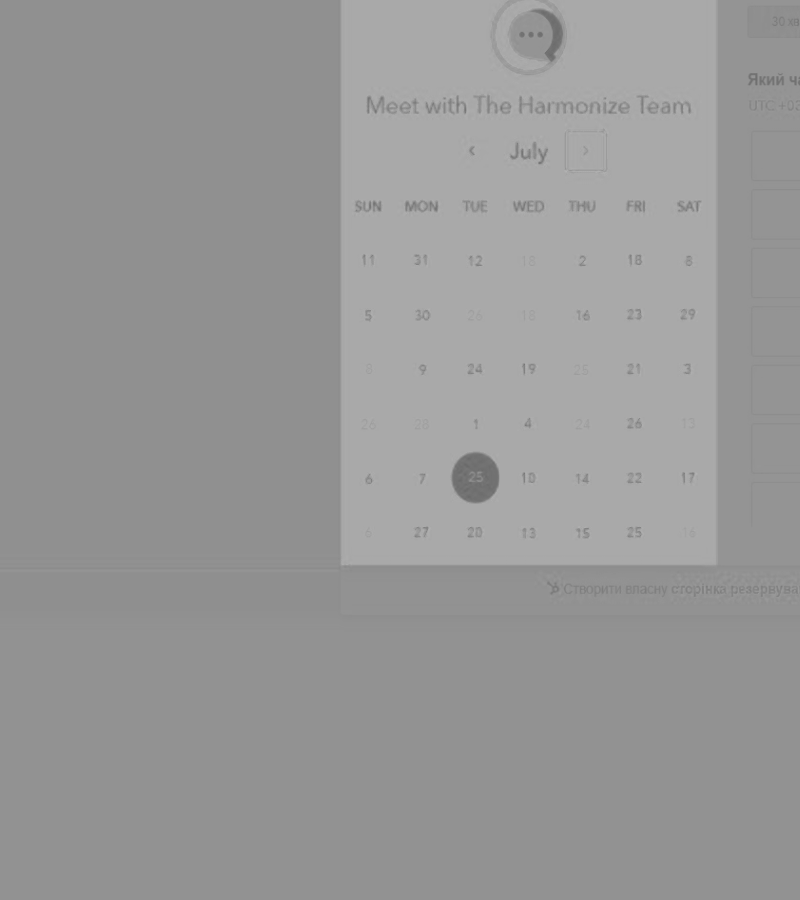 30 хв
Meet with The Harmonize Team
Який ча
UTC +03
‹ July ›
SUN MON TUE WED THU FRI SAT
11 31 12 18 2 18 8
5 30 26 18 16 23 29
8 9 24 19 25 21 3
26 28 1 4 24 26 13
6 7 25 10 14 22 17
6 27 20 13 15 25 16
Створити власну сторінка резервува